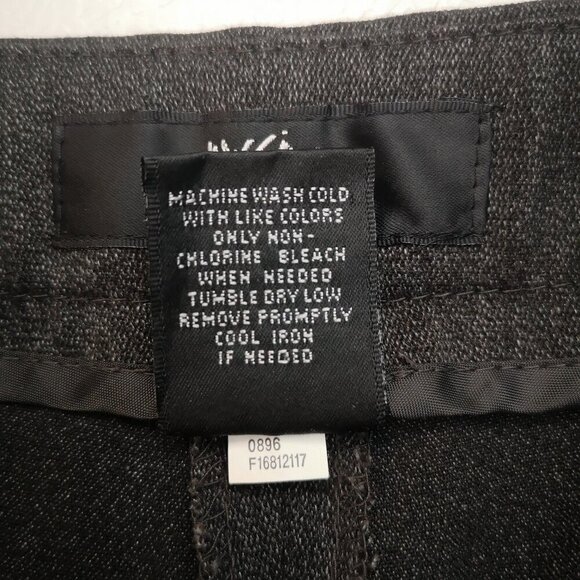 MACHINE WASH COLD
WITH LIKE COLORS
ONLY NON-
CHLORINE BLEACH
WHEN NEEDED
TUMBLE DRY LOW
REMOVE PROMPTLY
COOL IRON
IF NEEDED
0896
F16812117